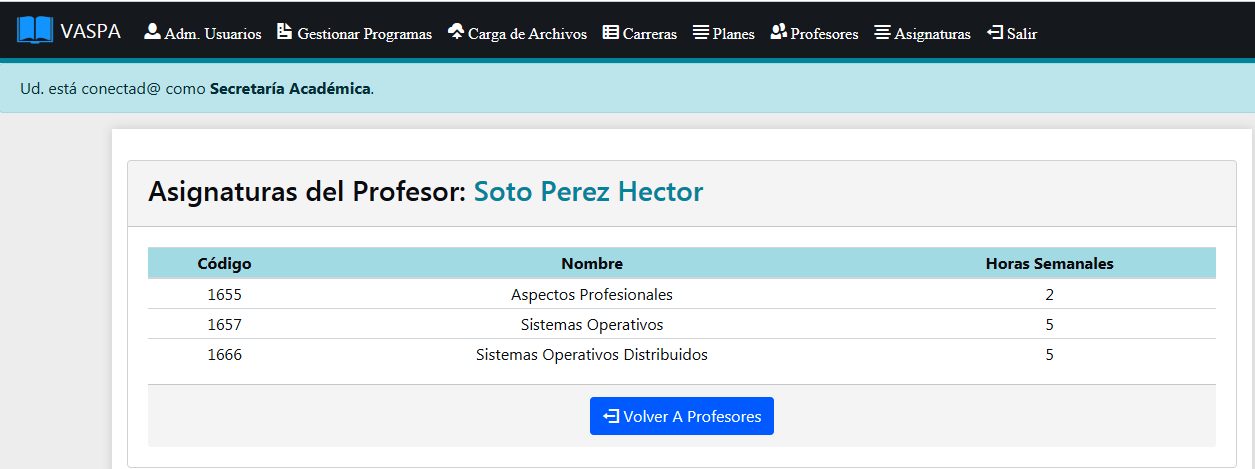 VASPA Adm. Usuarios Gestionar Programas Carga de Archivos Carreras Planes Profesores Asignaturas Salir
Ud. está conectad@ como Secretaría Académica.
Asignaturas del Profesor: Soto Perez Hector
Código Nombre Horas Semanales
1655 Aspectos Profesionales 2
1657 Sistemas Operativos 5
1666 Sistemas Operativos Distribuidos 5
Volver A Profesores